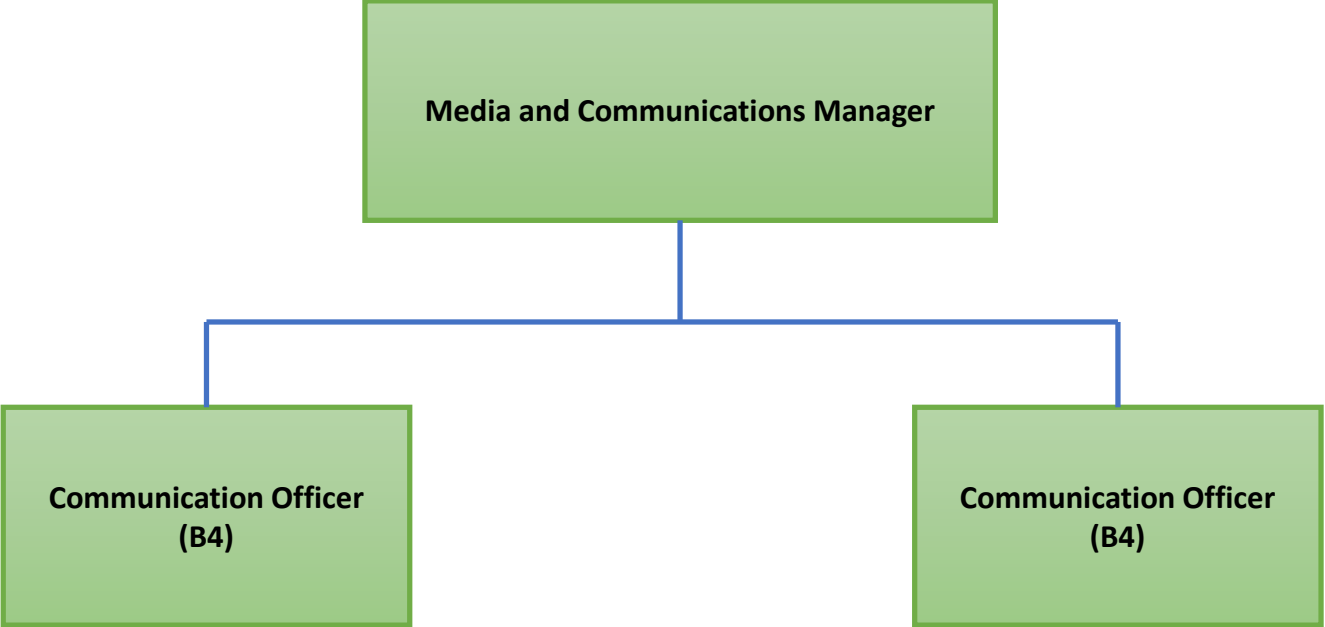 Media and Communications Manager
Communication Officer
(B4)
Communication Officer
(B4)